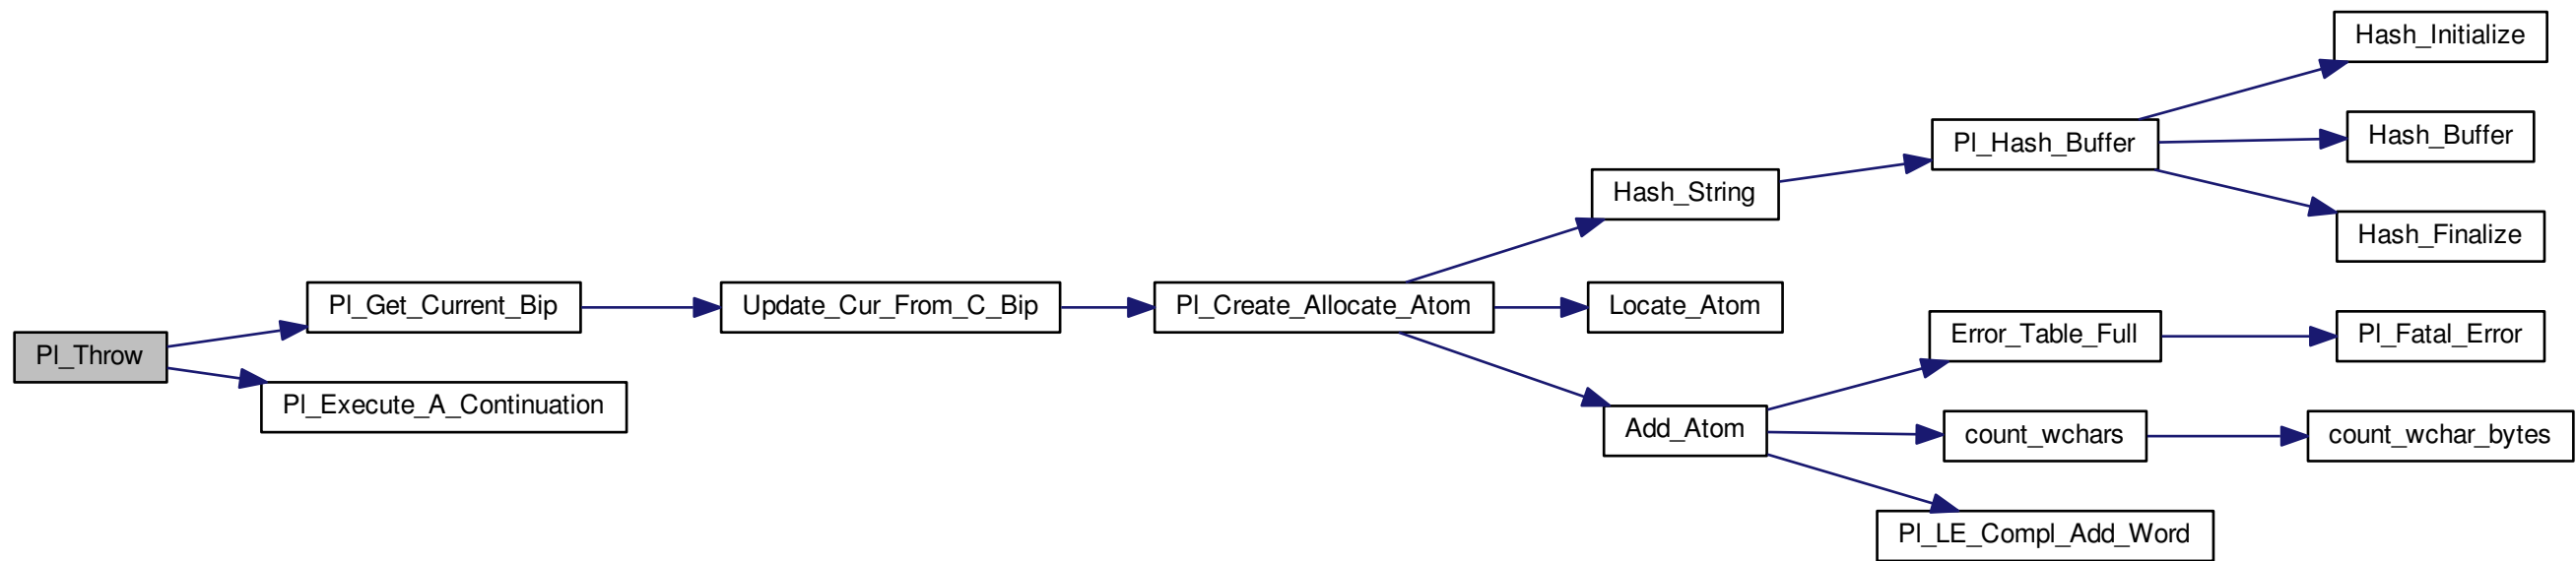 Pl_Throw
Pl_Get_Current_Bip
Pl_Execute_A_Continuation
Update_Cur_From_C_Bip
Pl_Create_Allocate_Atom
Hash_String
Locate_Atom
Add_Atom
Pl_Hash_Buffer
Error_Table_Full
count_wchars
Pl_LE_Compl_Add_Word
Hash_Initialize
Hash_Buffer
Hash_Finalize
Pl_Fatal_Error
count_wchar_bytes